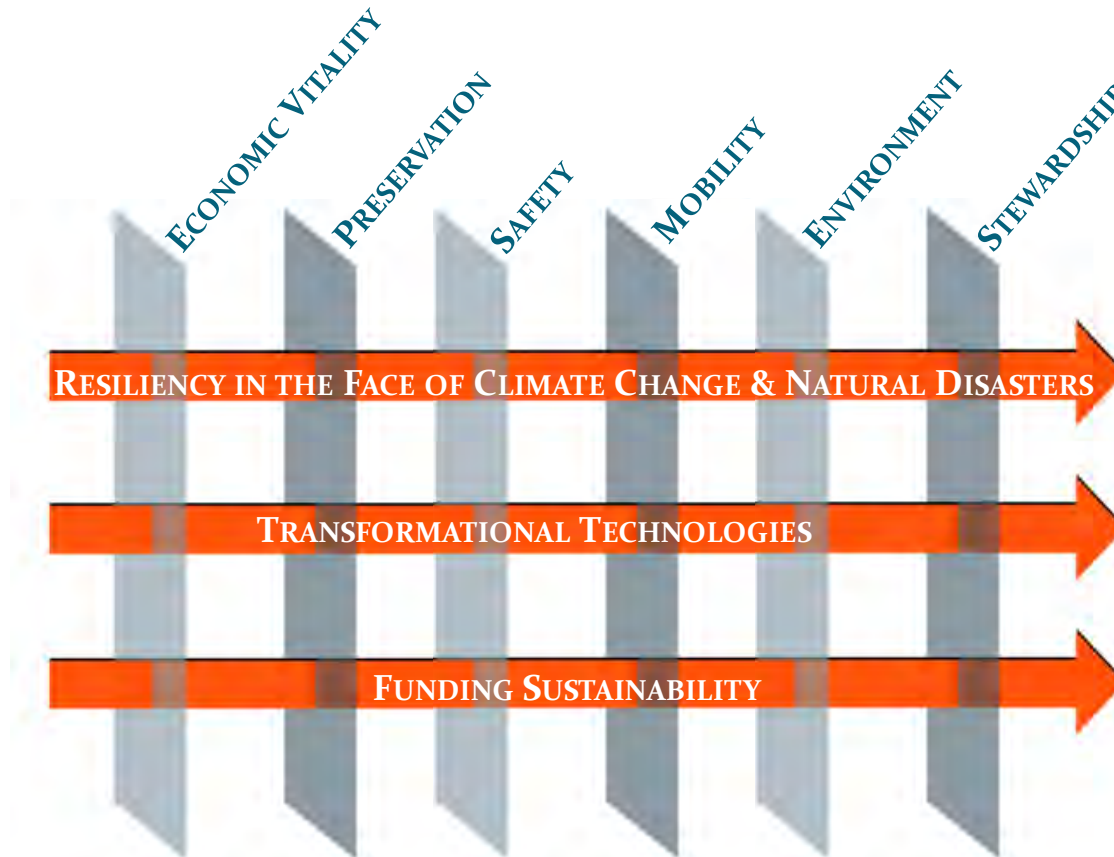 ECONOMIC VITALITY
PRESERVATION
SAFETY
MOBILITY
ENVIRONMENT
STEWARDSHIP
RESILIENCY IN THE FACE OF CLIMATE CHANGE & NATURAL DISASTERS
TRANSFORMATIONAL TECHNOLOGIES
FUNDING SUSTAINABILITY